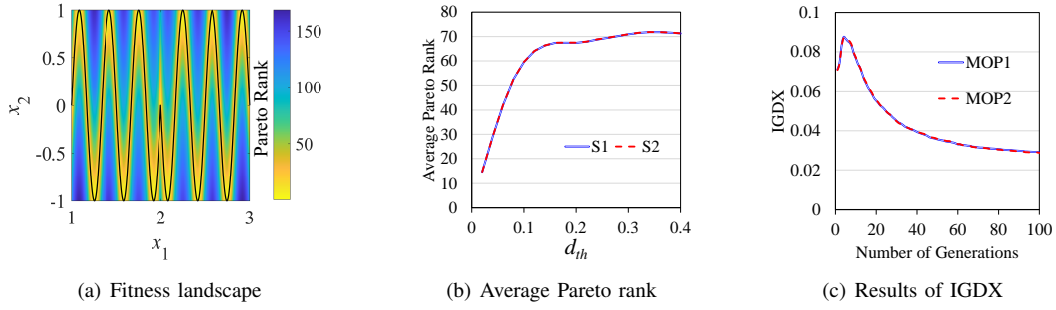 1
0.5
0
-0.5
-1
x2
1
2
3
x1
Pareto Rank
150
100
50
(a) Fitness landscape
80
70
60
50
40
30
20
10
0
Average Pareto Rank
S1
S2
0
0.1
0.2
0.3
0.4
dth
(b) Average Pareto rank
0.1
0.08
0.06
0.04
0.02
0
IGDX
MOP1
MOP2
0
20
40
60
80
100
Number of Generations
(c) Results of IGDX